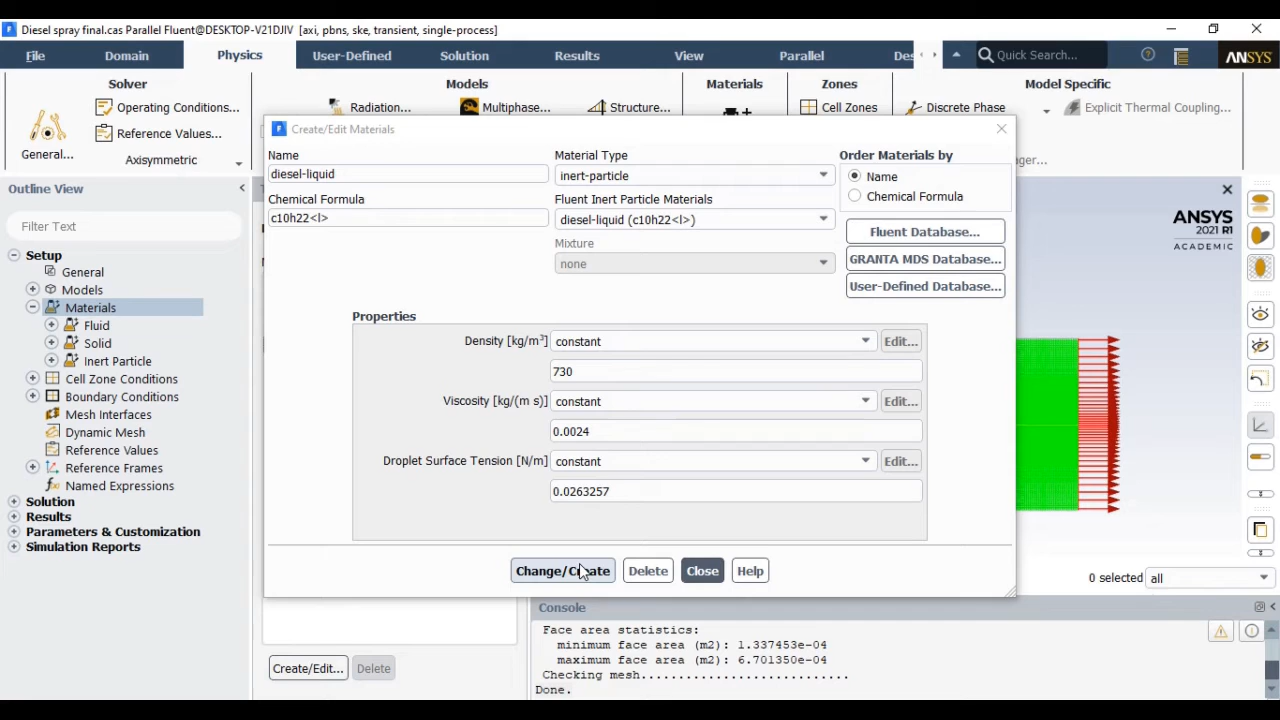 Diesel spray final.cas Parallel Fluent@DESKTOP-V21DJIV [axi, pbns, ske, transient, single-process]
File Domain Physics User-Defined Solution Results View Parallel Des Quick Search... ANSYS
Solver Models Materials Zones Model Specific
Operating Conditions... Radiation... Multiphase... Structure... Cell Zones Discrete Phase Explicit Thermal Coupling...
Reference Values...
General... Axisymmetric ger...
Outline View
Filter Text
Setup
General
Models
Materials
Fluid
Solid
Inert Particle
Cell Zone Conditions
Boundary Conditions
Mesh Interfaces
Dynamic Mesh
Reference Values
Reference Frames
Named Expressions
Solution
Results
Parameters & Customization
Simulation Reports
Create/Edit Materials
Name
diesel-liquid
Chemical Formula
c10h22<l>
Material Type
inert-particle
Fluent Inert Particle Materials
diesel-liquid (c10h22<l>)
Mixture
none
Order Materials by
Name
Chemical Formula
Fluent Database...
GRANTA MDS Database...
User-Defined Database...
Properties
Density [kg/m³] constant Edit...
730
Viscosity [kg/(m s)] constant Edit...
0.0024
Droplet Surface Tension [N/m] constant Edit...
0.0263257
Change/Create Delete Close Help
Create/Edit... Delete
ANSYS
2021 R1
ACADEMIC
0 selected all
Console
Face area statistics:
minimum face area (m2): 1.337453e-04
maximum face area (m2): 6.701350e-04
Checking mesh...........................
Done.